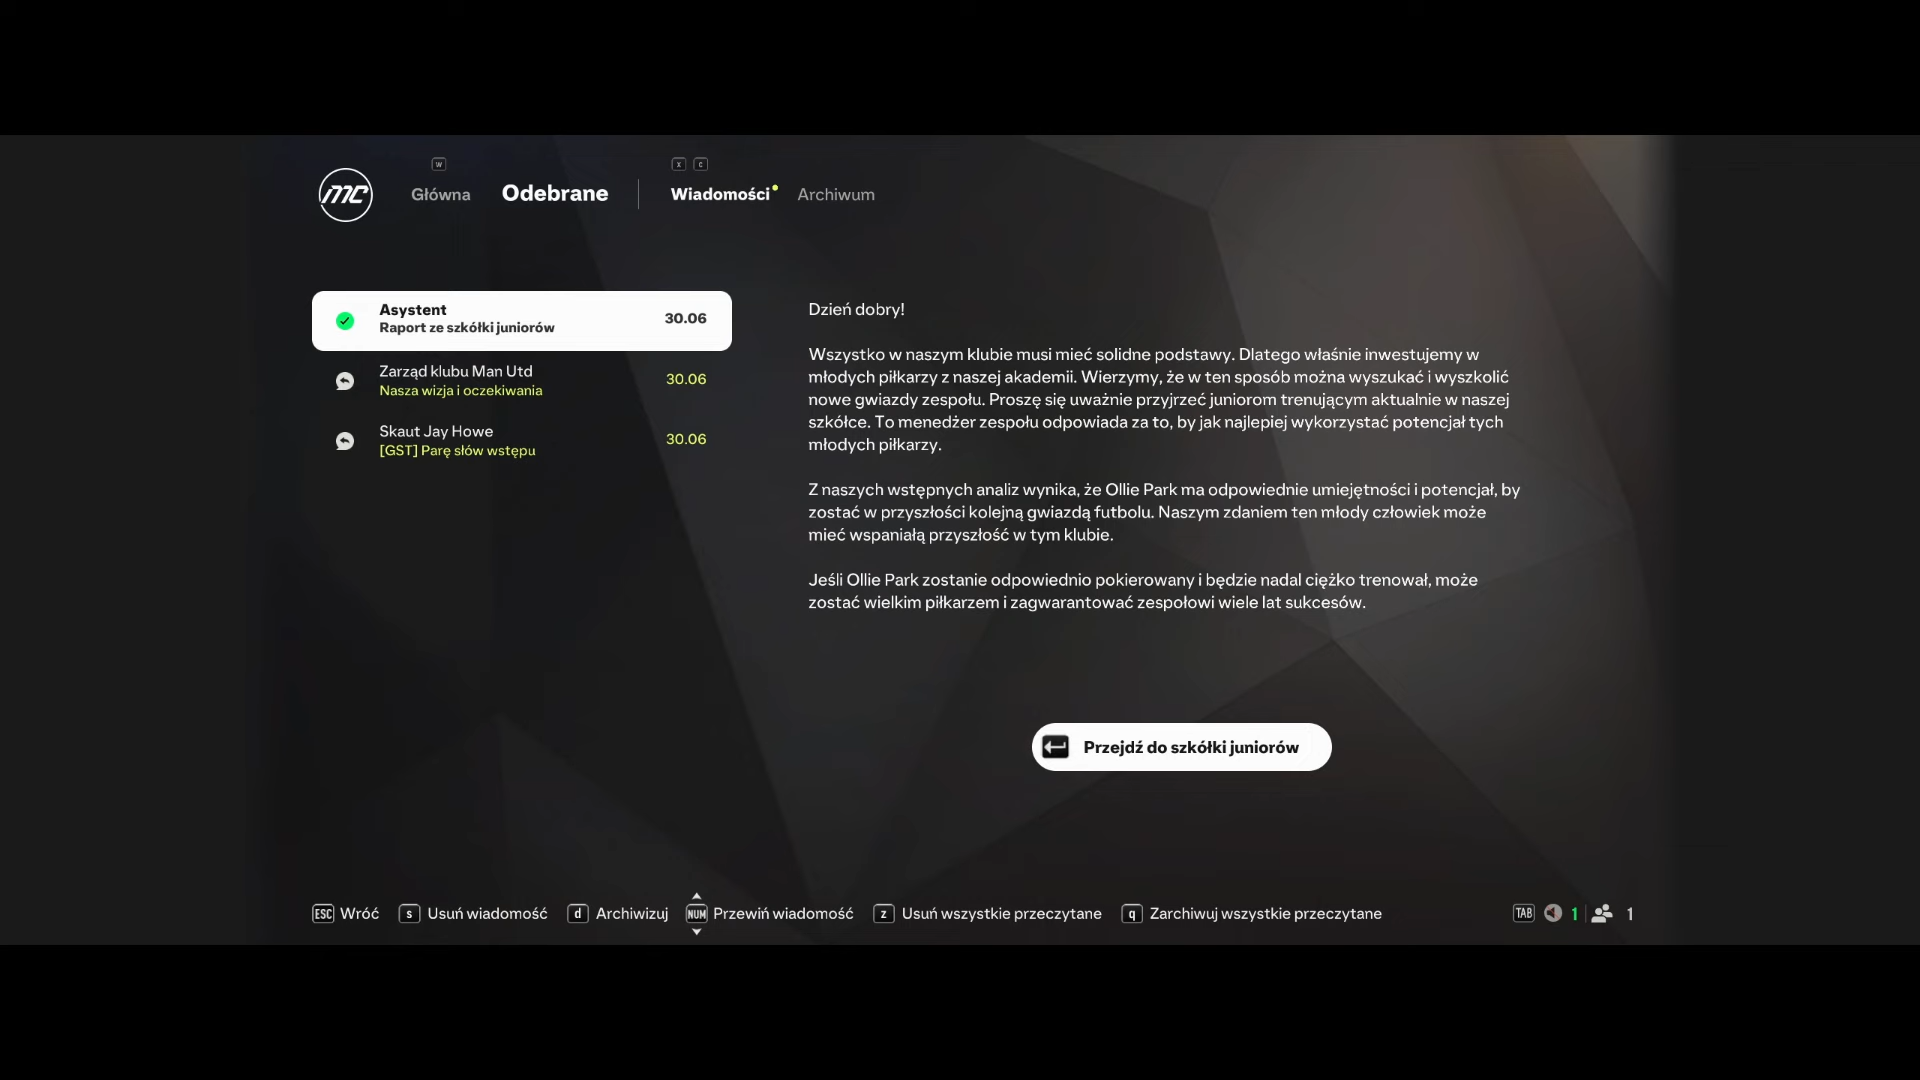 W
X C
MC
Główna
Odebrane
Wiadomości
Archiwum
Asystent
Raport ze szkółki juniorów
30.06
Zarząd klubu Man Utd
Nasza wizja i oczekiwania
30.06
Skaut Jay Howe
[GST] Parę słów wstępu
30.06
Dzień dobry!
Wszystko w naszym klubie musi mieć solidne podstawy. Dlatego właśnie inwestujemy w
młodych piłkarzy z naszej akademii. Wierzymy, że w ten sposób można wyszukać i wyszkolić
nowe gwiazdy zespołu. Proszę się uważnie przyjrzeć juniorom trenującym aktualnie w naszej
szkółce. To menedżer zespołu odpowiada za to, by jak najlepiej wykorzystać potencjał tych
młodych piłkarzy.
Z naszych wstępnych analiz wynika, że Ollie Park ma odpowiednie umiejętności i potencjał, by
zostać w przyszłości kolejną gwiazdą futbolu. Naszym zdaniem ten młody człowiek może
mieć wspaniałą przyszłość w tym klubie.
Jeśli Ollie Park zostanie odpowiednio pokierowany i będzie nadal ciężko trenował, może
zostać wielkim piłkarzem i zagwarantować zespołowi wiele lat sukcesów.
Przejdź do szkółki juniorów
ESC Wróć s Usuń wiadomość d Archiwizuj NUM Przewiń wiadomość z Usuń wszystkie przeczytane q Zarchiwuj wszystkie przeczytane TAB 1 1